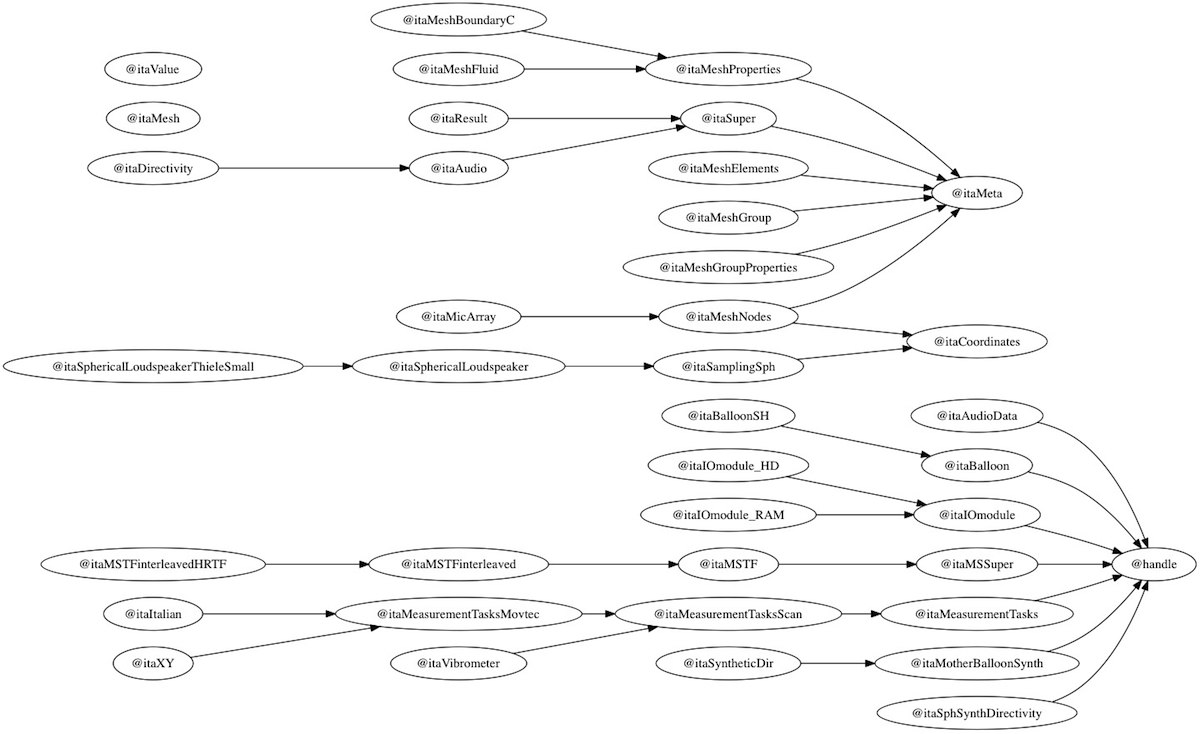 @itaMeshBoundaryC
@itaValue
@itaMeshFluid
@itaMeshProperties
@itaMesh
@itaResult
@itaSuper
@itaDirectivity
@itaAudio
@itaMeshElements
@itaMeta
@itaMeshGroup
@itaMeshGroupProperties
@itaMicArray
@itaMeshNodes
@itaCoordinates
@itaSphericalLoudspeakerThieleSmall
@itaSphericalLoudspeaker
@itaSamplingSph
@itaBalloonSH
@itaAudioData
@itaIOmodule_HD
@itaBalloon
@itaIOmodule_RAM
@itaIOmodule
@itaMSTFinterleavedHRTF
@itaMSTFinterleaved
@itaMSTF
@itaMSSuper
@handle
@itaItalian
@itaMeasurementTasksMovtec
@itaMeasurementTasksScan
@itaMeasurementTasks
@itaXY
@itaVibrometer
@itaSyntheticDir
@itaMotherBalloonSynth
@itaSphSynthDirectivity